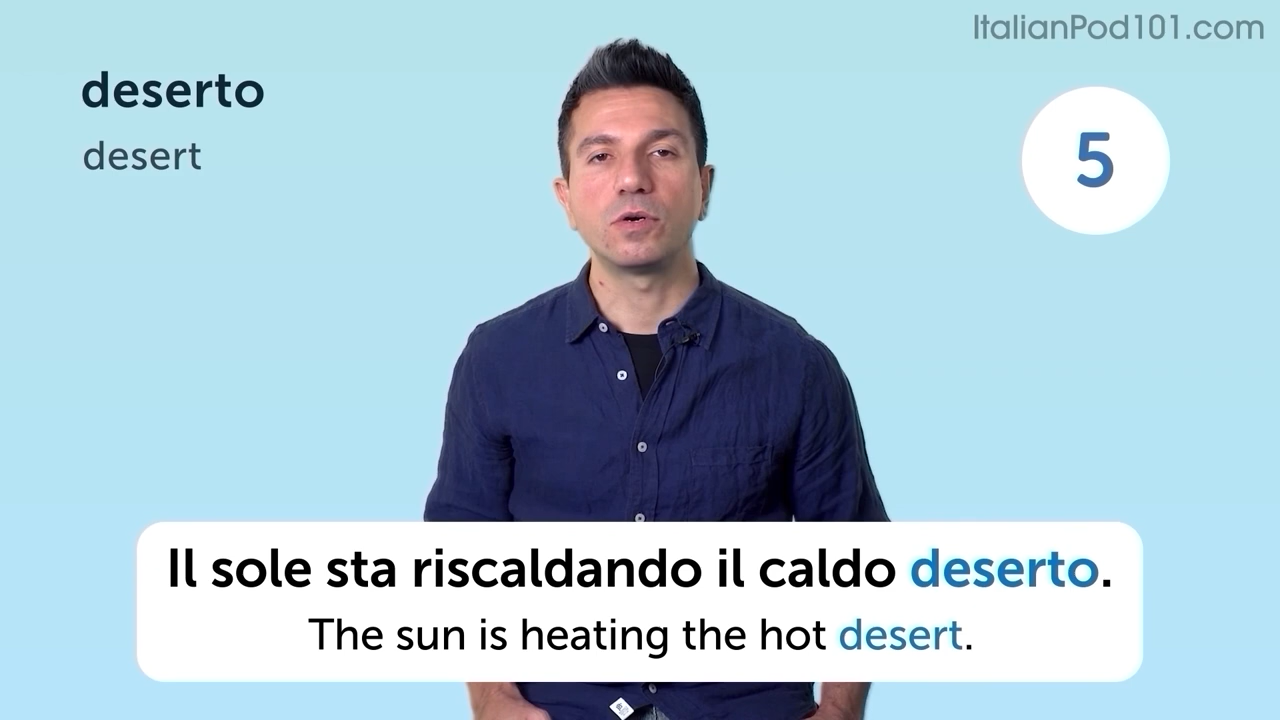 ItalianPod101.com
deserto
desert
5
Il sole sta riscaldando il caldo deserto.
The sun is heating the hot desert.